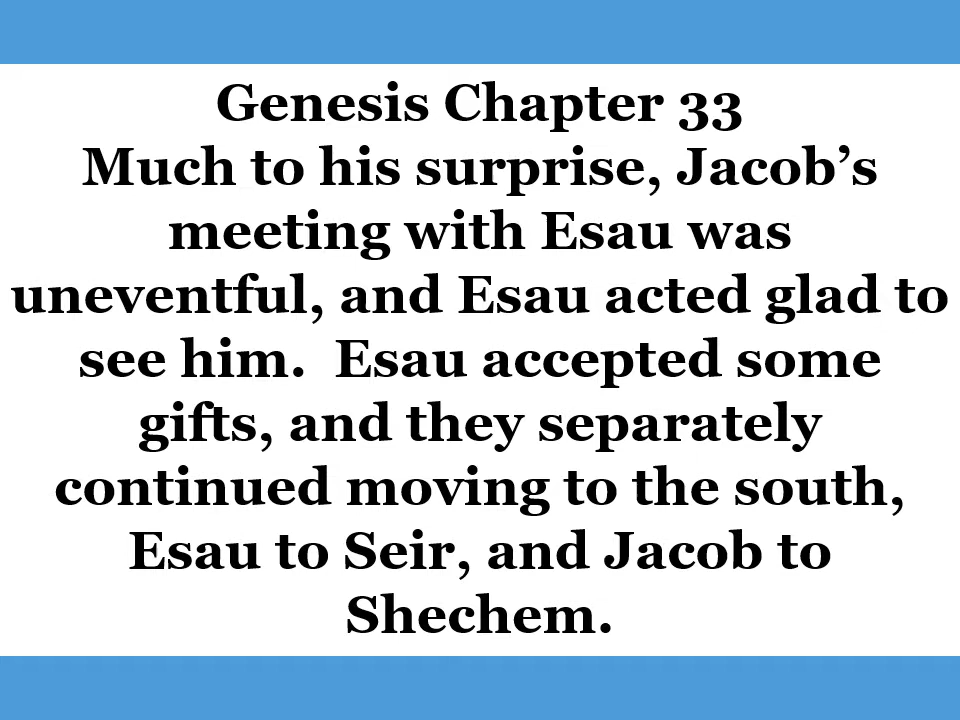 Genesis Chapter 33
Much to his surprise, Jacob’s
meeting with Esau was
uneventful, and Esau acted glad to
see him.  Esau accepted some
gifts, and they separately
continued moving to the south,
Esau to Seir, and Jacob to
Shechem.